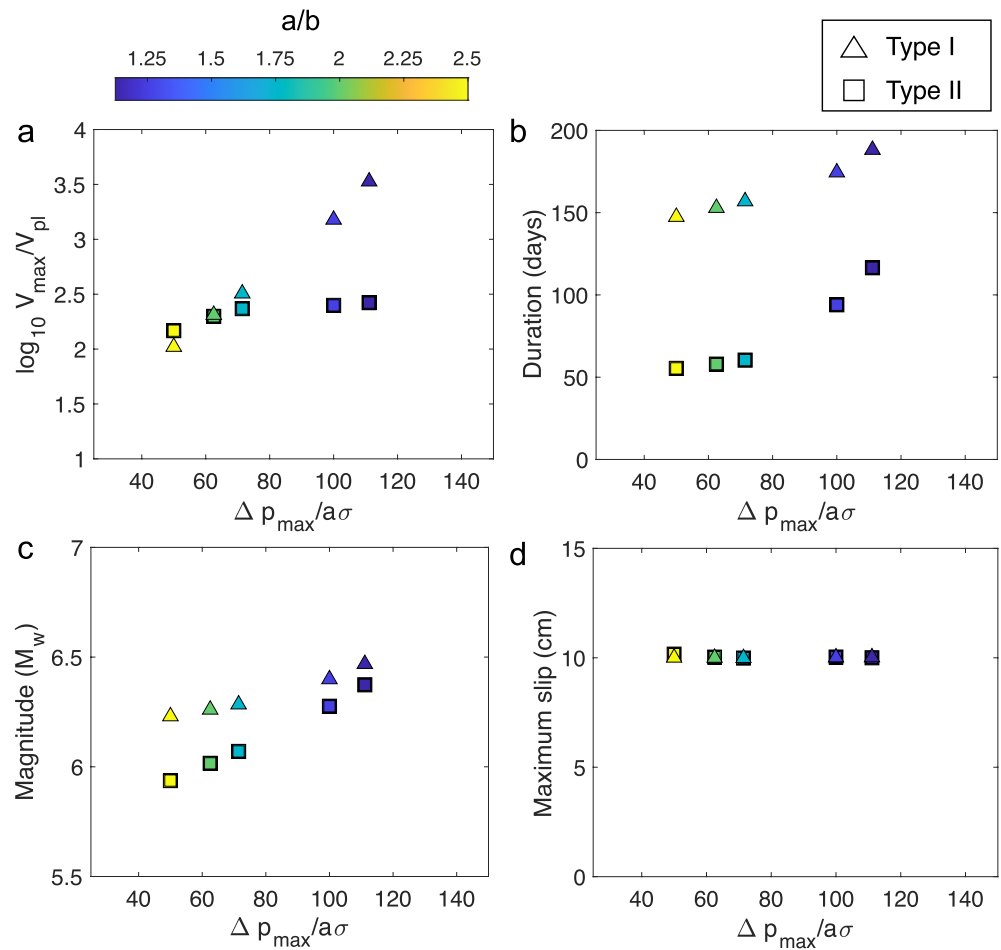 a/b
1.25 1.5 1.75 2 2.25 2.5
Type I
Type II
a
4
3.5
3
2.5
2
1.5
1
log10 Vmax/Vpl
40 60 80 100 120 140
Δ pmax/aσ
b
200
150
100
50
0
Duration (days)
40 60 80 100 120 140
Δ pmax/aσ
c
7
6.5
6
5.5
Magnitude (Mw)
40 60 80 100 120 140
Δ pmax/aσ
d
15
10
5
0
Maximum slip (cm)
40 60 80 100 120 140
Δ pmax/aσ